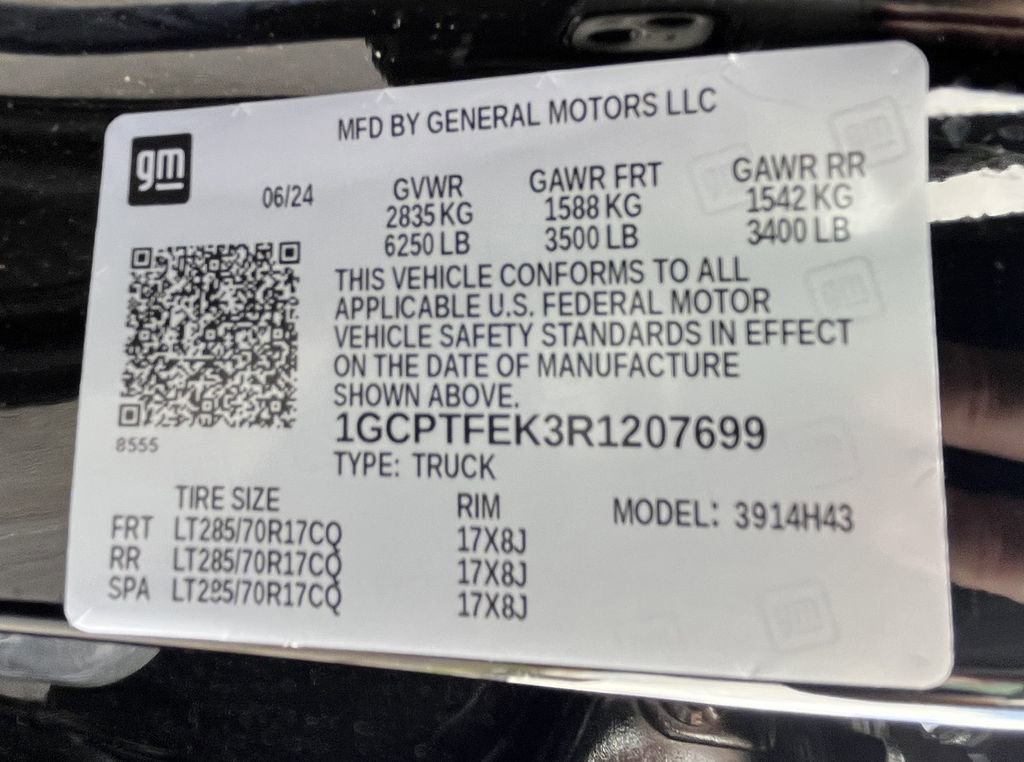 MFD BY GENERAL MOTORS LLC
gm
06/24
GVWR GAWR FRT GAWR RR
2835 KG 1588 KG 1542 KG
6250 LB 3500 LB 3400 LB
THIS VEHICLE CONFORMS TO ALL
APPLICABLE U.S. FEDERAL MOTOR
VEHICLE SAFETY STANDARDS IN EFFECT
ON THE DATE OF MANUFACTURE
SHOWN ABOVE.
8555
1GCPTFEK3R1207699
TYPE: TRUCK
TIRE SIZE RIM MODEL: 3914H43
FRT LT285/70R17CQ 17X8J
RR LT285/70R17CQ 17X8J
SPA LT285/70R17CQ 17X8J